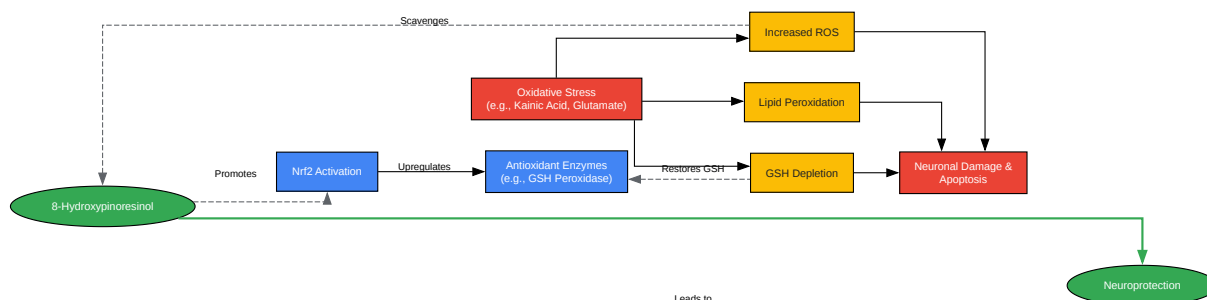 Scavenges
Increased ROS
Oxidative Stress
(e.g., Kainic Acid, Glutamate)
Lipid Peroxidation
Promotes
Nrf2 Activation
Upregulates
Antioxidant Enzymes
(e.g., GSH Peroxidase)
Restores GSH
GSH Depletion
Neuronal Damage &
Apoptosis
8-Hydroxypinoresinol
Neuroprotection
Leads to